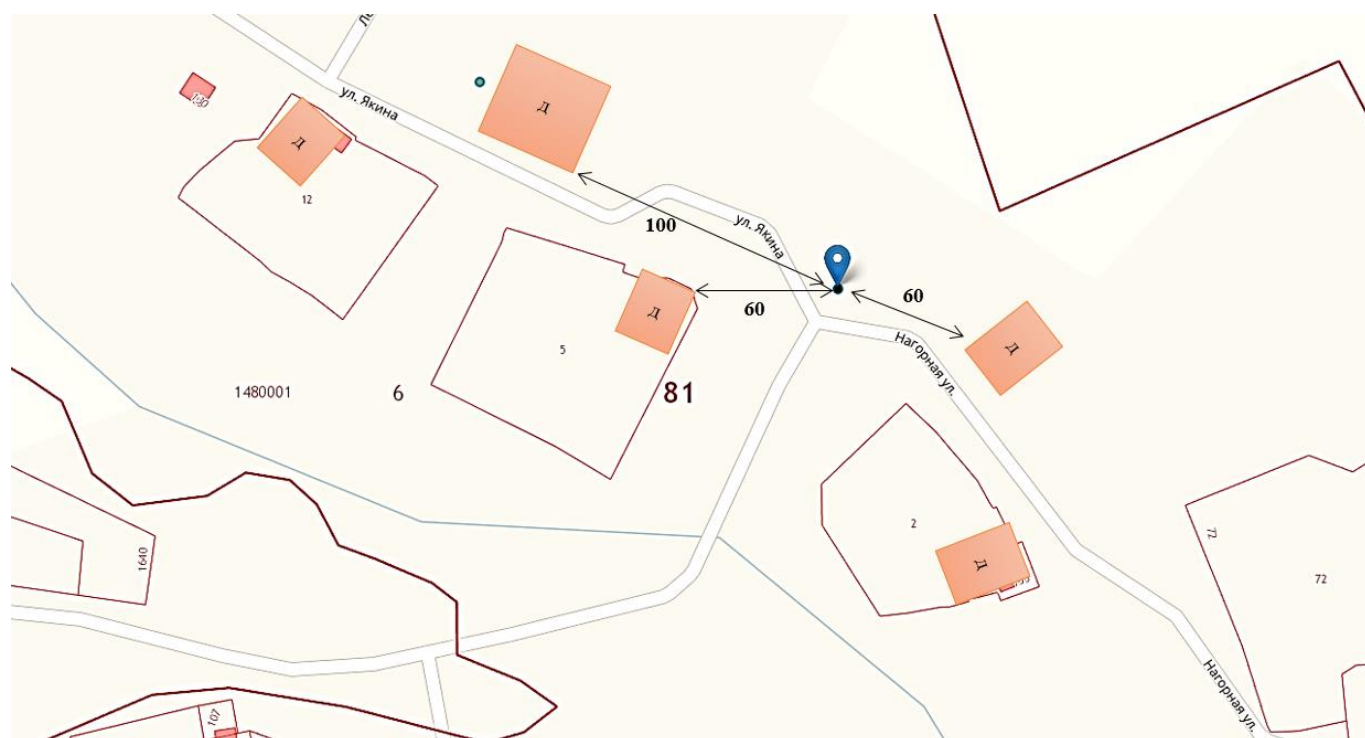 ул. Якина
Д
Д
12
100
ул. Якина
60
60
Д
5
Д
Нагорная ул.
1480001
6
81
2
Д
72
72
1640
Нагорная ул.
107